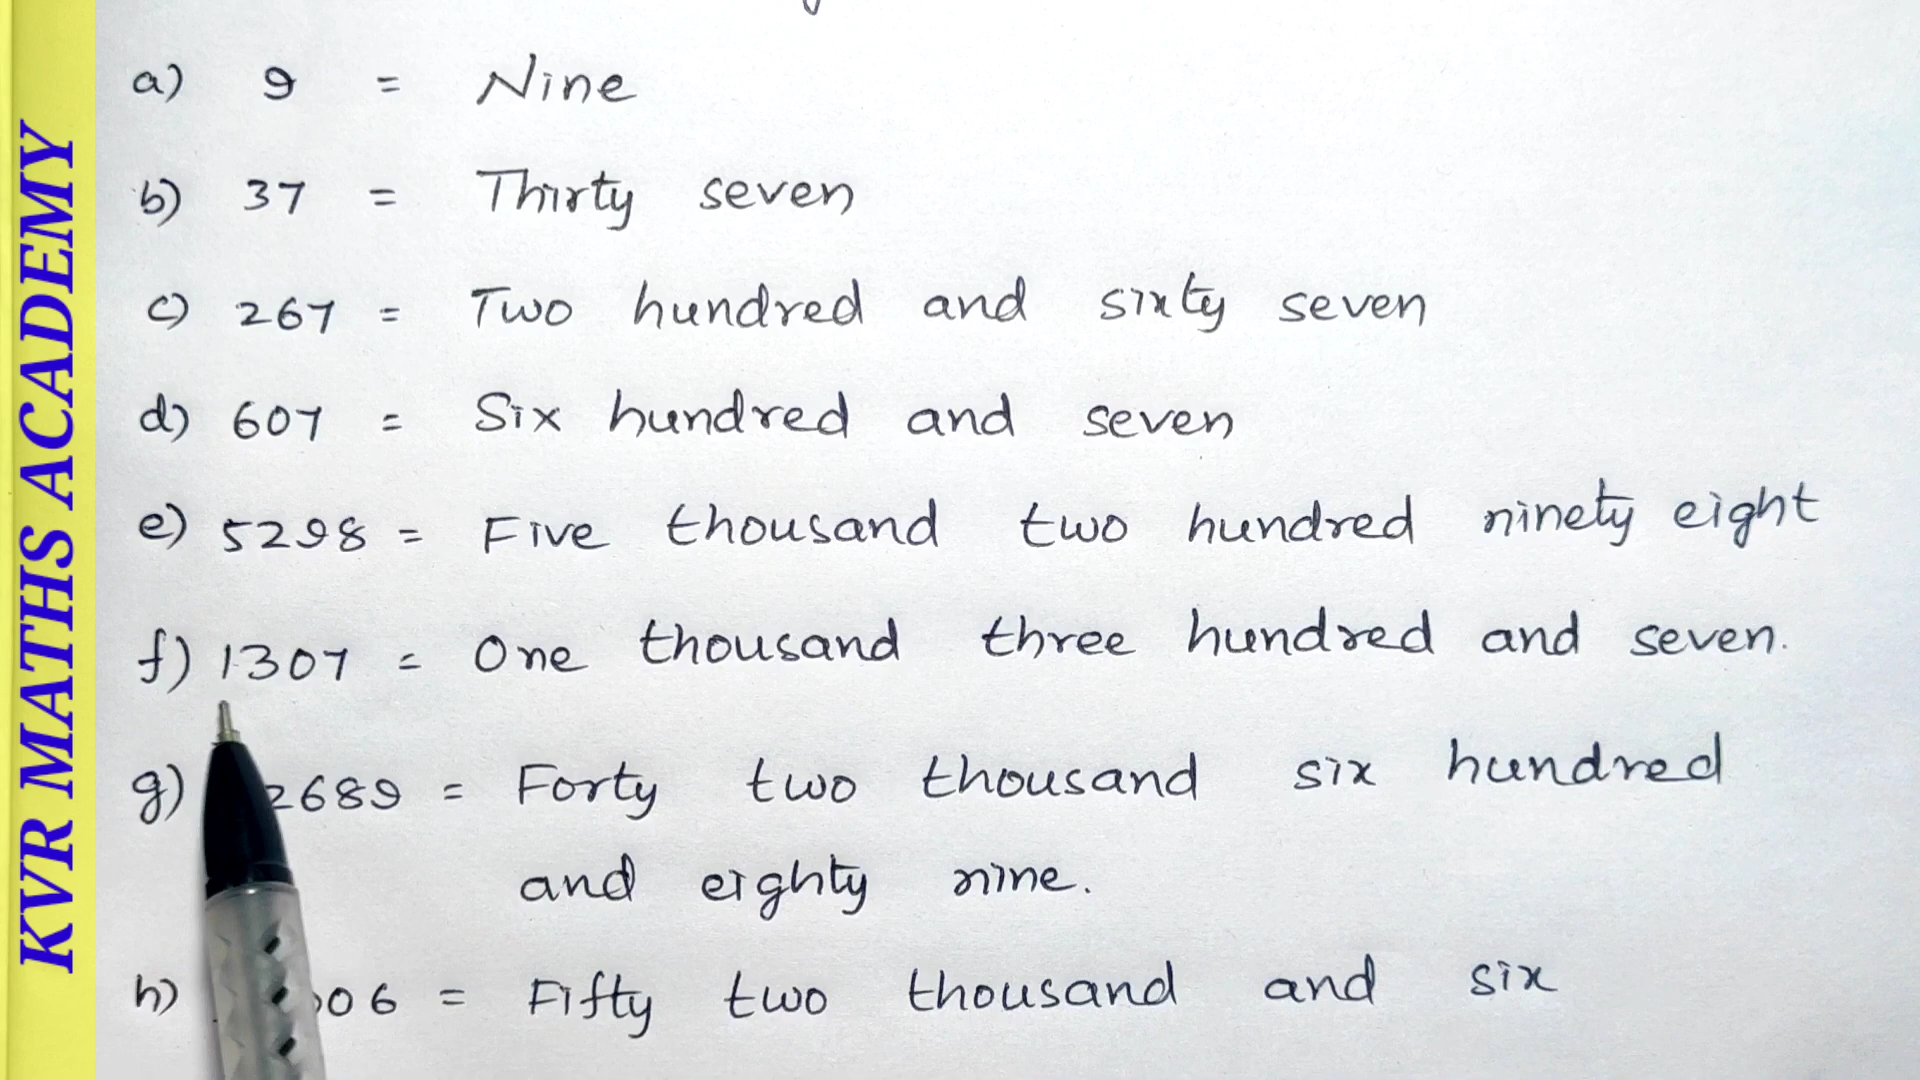 KVR MATHS ACADEMY
a) 9 = Nine
b) 37 = Thirty seven
c) 267 = Two hundred and sixty seven
d) 607 = Six hundred and seven
e) 5298 = Five thousand two hundred ninety eight
f) 1307 = One thousand three hundred and seven.
g) 2689 = Forty two thousand six hundred
and eighty nine.
h) 06 = Fifty two thousand and six